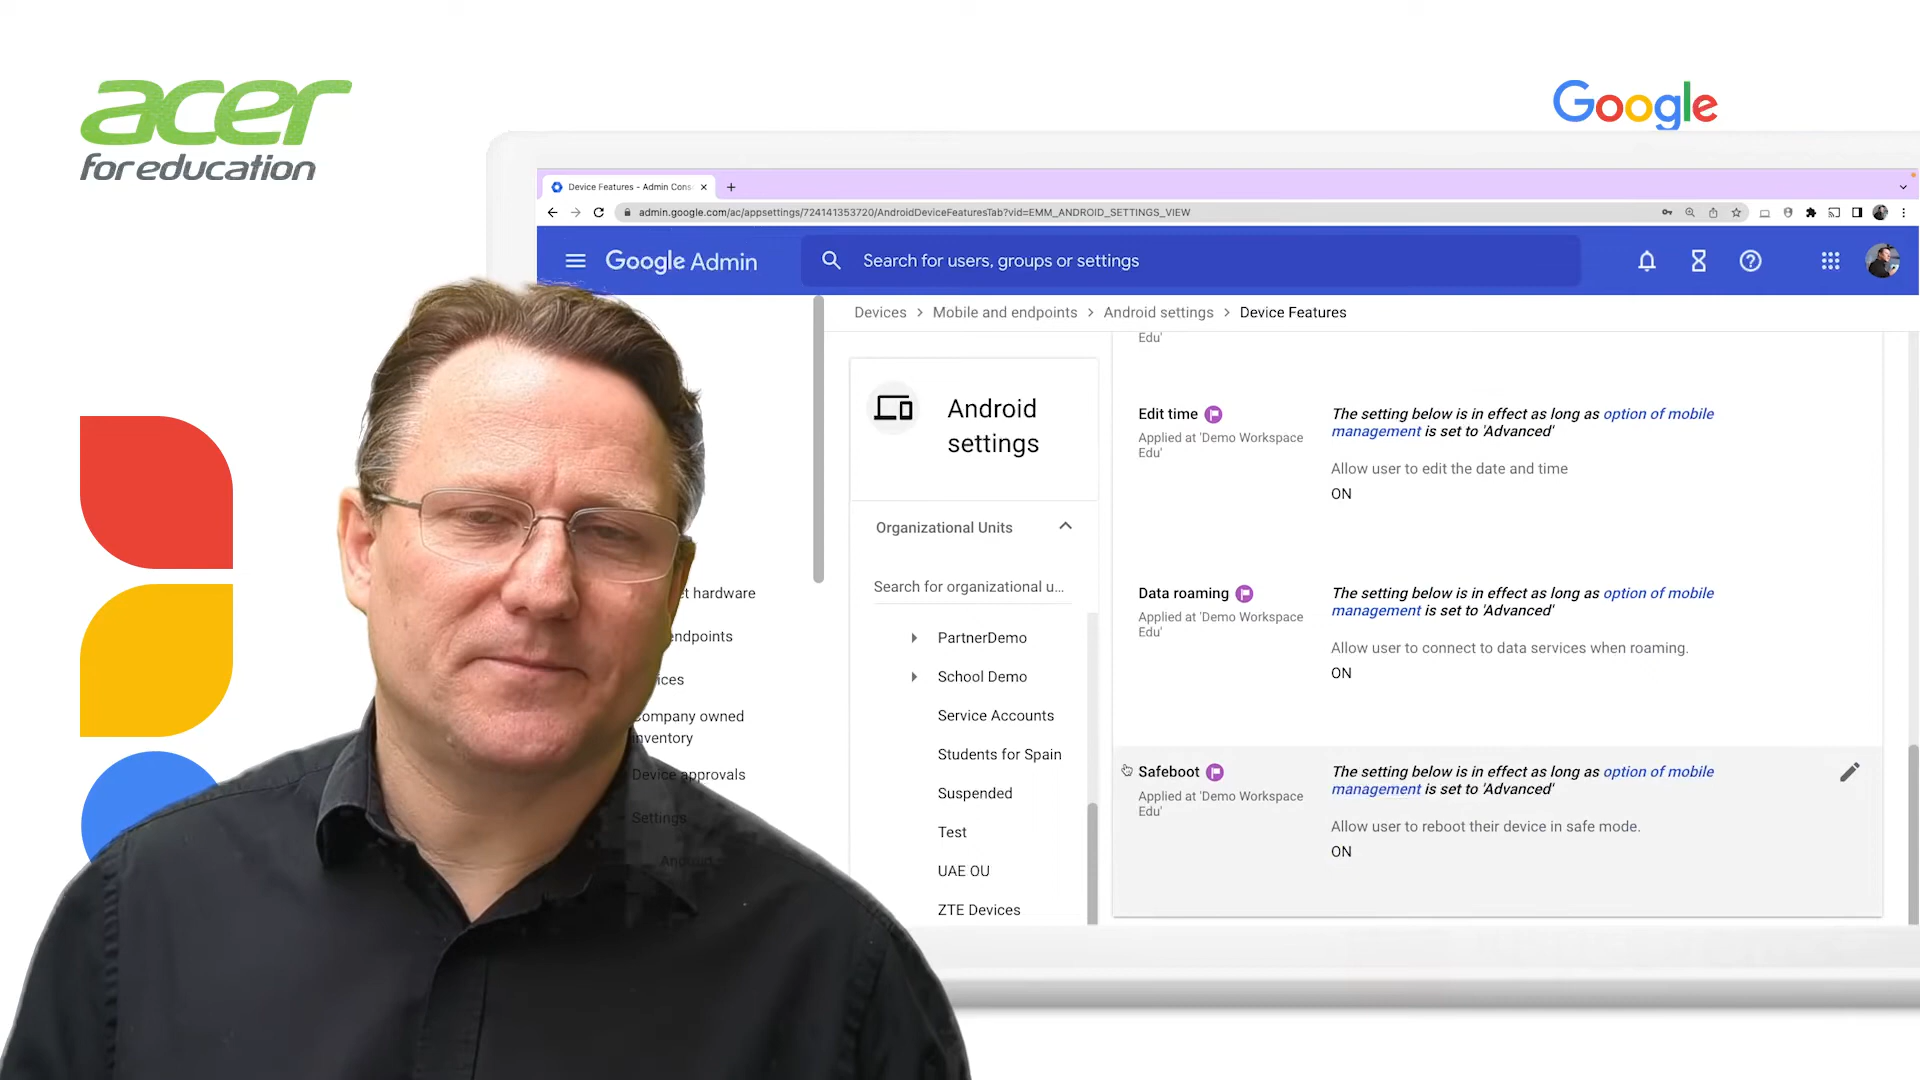 acer
for education
Google
Device Features - Admin Cons
admin.google.com/ac/appsettings/724141353720/AndroidDeviceFeaturesTab?vid=EMM_ANDROID_SETTINGS_VIEW
Google Admin
Search for users, groups or settings
Devices > Mobile and endpoints > Android settings > Device Features
hardware
endpoints
Company owned
inventory
Device approvals
Settings
Android
Android
settings
Organizational Units
Search for organizational u...
PartnerDemo
School Demo
Service Accounts
Students for Spain
Suspended
Test
UAE OU
ZTE Devices
Edu'
Edit time
Applied at 'Demo Workspace
Edu'
The setting below is in effect as long as option of mobile
management is set to 'Advanced'
Allow user to edit the date and time
ON
Data roaming
Applied at 'Demo Workspace
Edu'
The setting below is in effect as long as option of mobile
management is set to 'Advanced'
Allow user to connect to data services when roaming.
ON
Safeboot
Applied at 'Demo Workspace
Edu'
The setting below is in effect as long as option of mobile
management is set to 'Advanced'
Allow user to reboot their device in safe mode.
ON